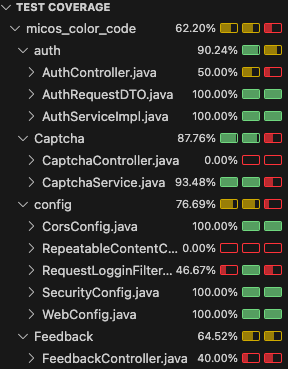 TEST COVERAGE
micos_color_code 62.20%
auth 90.24%
AuthController.java 50.00%
AuthRequestDTO.java 100.00%
AuthServiceImpl.java 100.00%
Captcha 87.76%
CaptchaController.java 0.00%
CaptchaService.java 93.48%
config 76.69%
CorsConfig.java 100.00%
RepeatableContentC... 0.00%
RequestLogginFilter... 46.67%
SecurityConfig.java 100.00%
WebConfig.java 100.00%
Feedback 64.52%
FeedbackController.java 40.00%